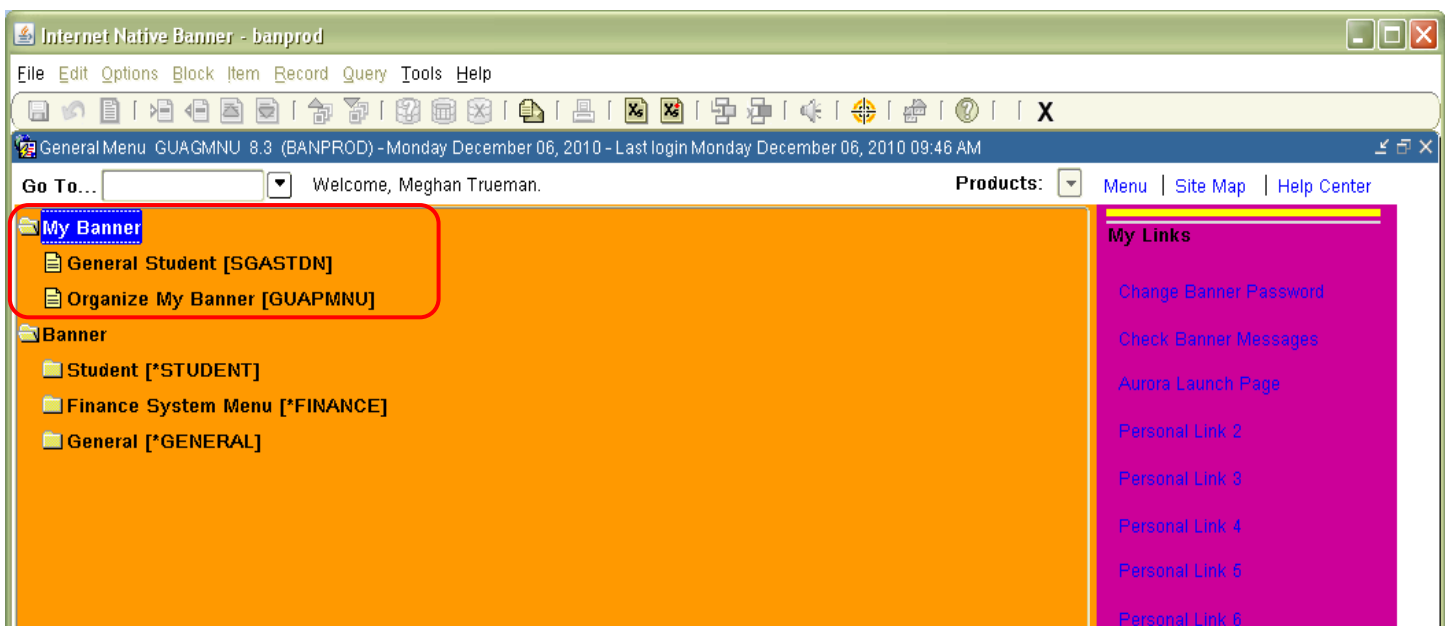 Internet Native Banner - banprod
File Edit Options Block Item Record Query Tools Help
X
General Menu GUAGMNU 8.3 (BANPROD) - Monday December 06, 2010 - Last login Monday December 06, 2010 09:46 AM
Go To... Welcome, Meghan Trueman. Products: Menu | Site Map | Help Center
My Banner
General Student [SGASTDN]
Organize My Banner [GUAPMNU]
Banner
Student [*STUDENT]
Finance System Menu [*FINANCE]
General [*GENERAL]
My Links
Change Banner Password
Check Banner Messages
Aurora Launch Page
Personal Link 2
Personal Link 3
Personal Link 4
Personal Link 5
Personal Link 6